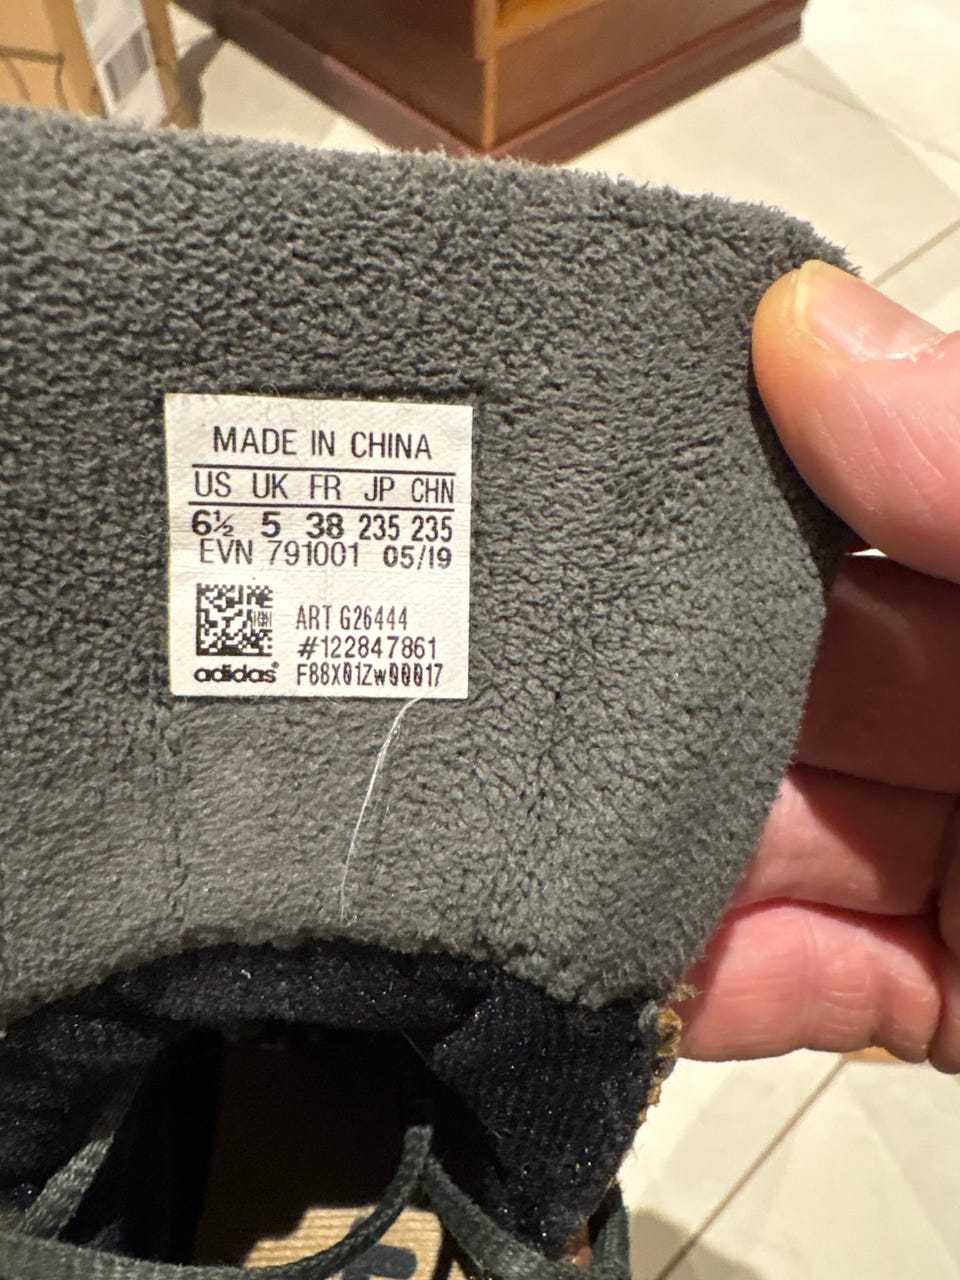 MADE IN CHINA
US UK FR JP CHN
6½ 5 38 235 235
EVN 791001 05/19
ART G26444
#122847861
adidas® F88X01Zw00017